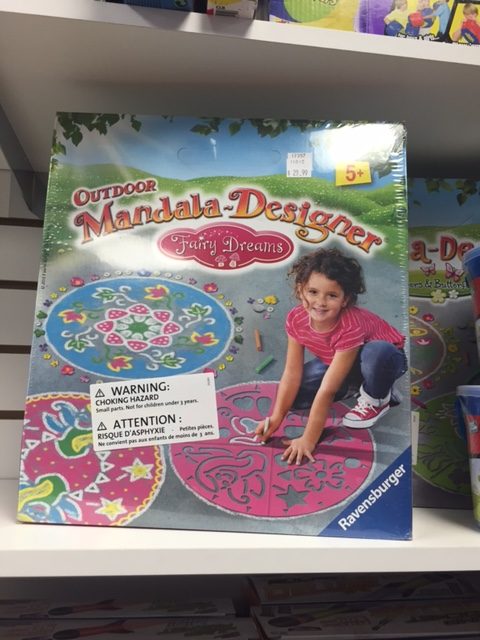 $ 29.99
5+
OUTDOOR
Mandala-Designer
Fairy Dreams
WARNING:
CHOKING HAZARD
Small parts. Not for children under 3 years.
ATTENTION :
RISQUE D'ASPHYXIE · Petites pièces.
Ne convient pas aux enfants de moins de 3 ans.
Ravensburger
a-De